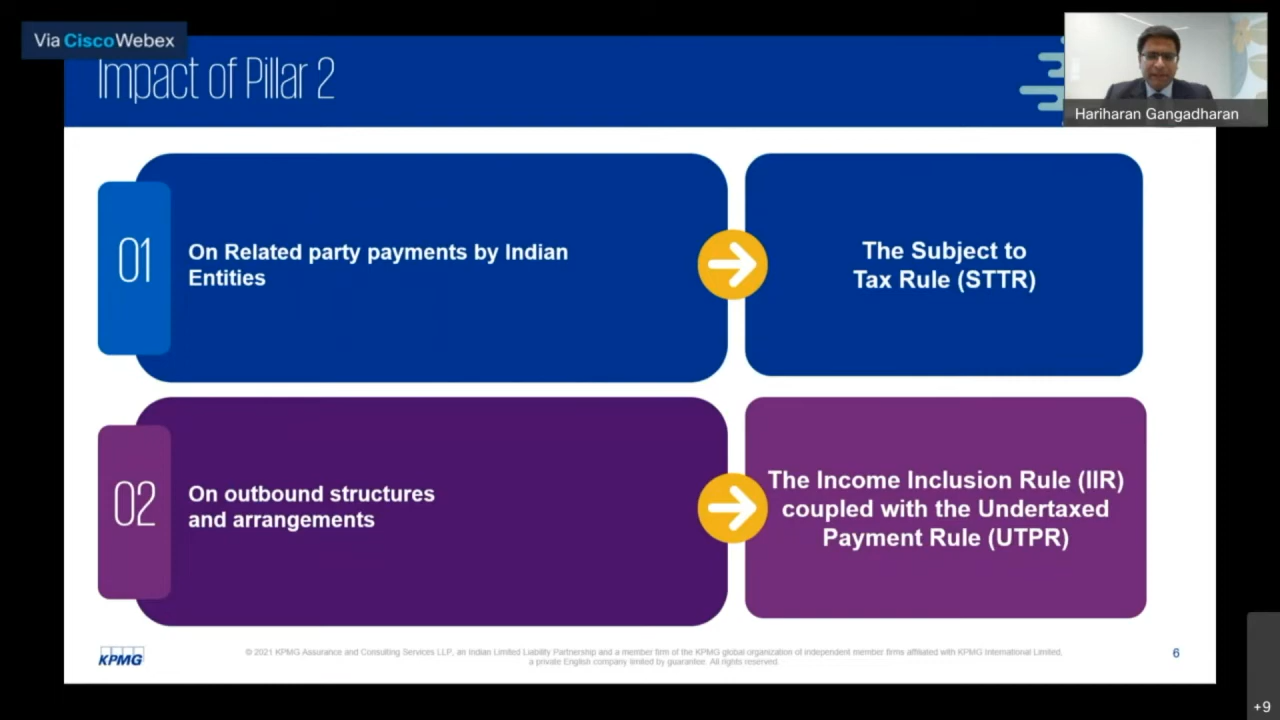 Via Cisco Webex
Impact of Pillar 2
Hariharan Gangadharan
01
On Related party payments by Indian
Entities
The Subject to
Tax Rule (STTR)
02
On outbound structures
and arrangements
The Income Inclusion Rule (IIR)
coupled with the Undertaxed
Payment Rule (UTPR)
KPMG
© 2021 KPMG Assurance and Consulting Services LLP, an Indian Limited Liability Partnership and a member firm of the KPMG global organization of independent member firms affiliated with KPMG International Limited,
a private English company limited by guarantee. All rights reserved.
6
+9